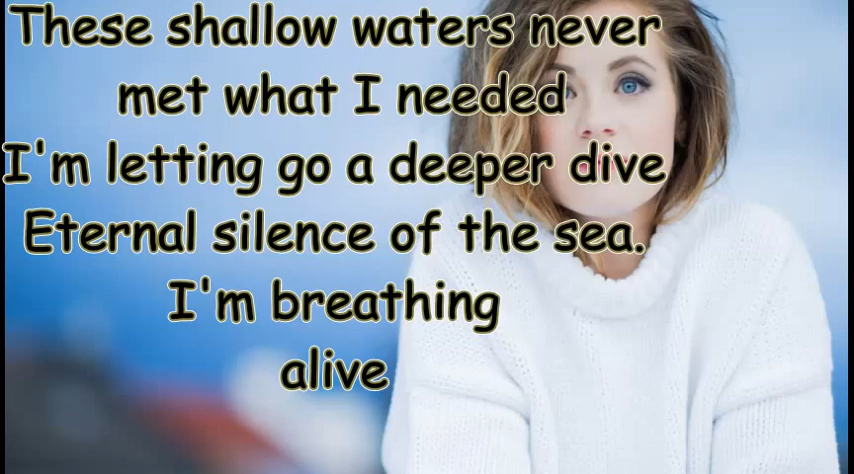 These shallow waters never
met what I needed
I'm letting go a deeper dive
Eternal silence of the sea.
I'm breathing
alive